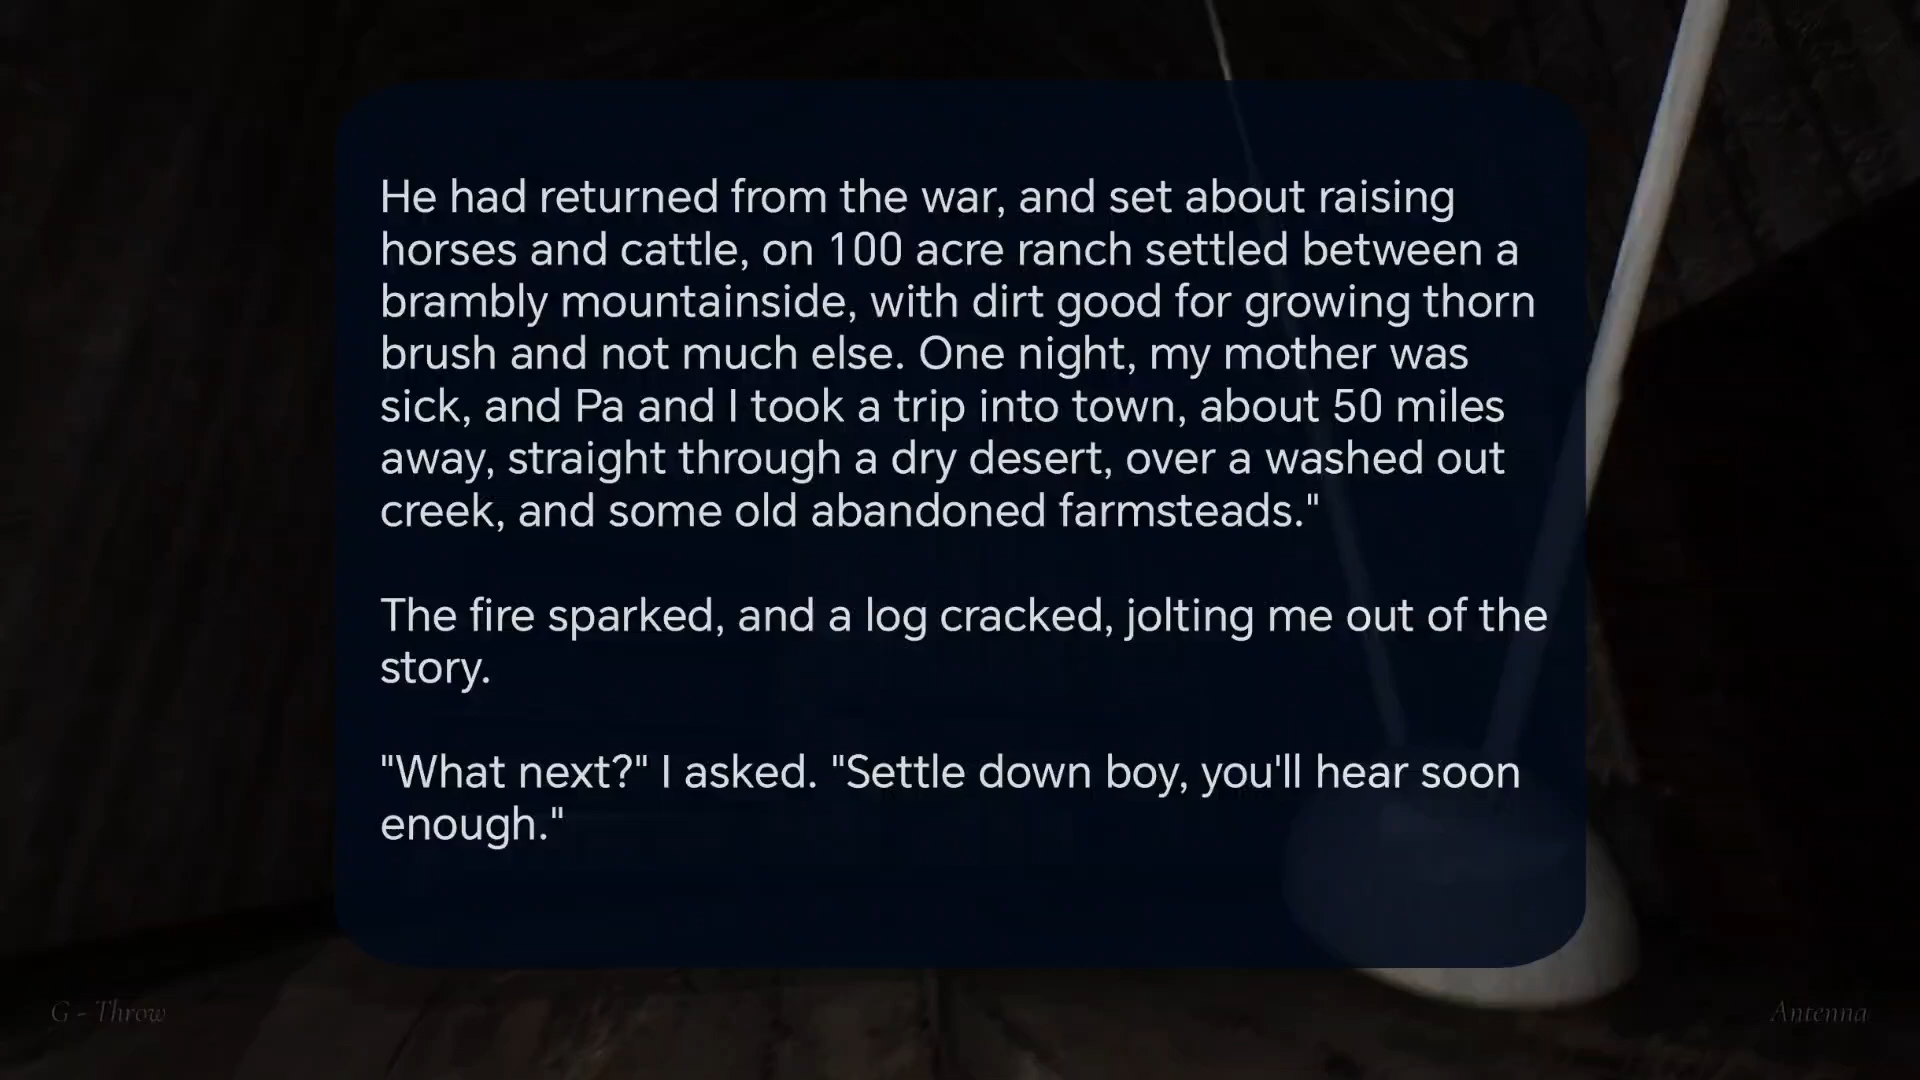 He had returned from the war, and set about raising
horses and cattle, on 100 acre ranch settled between a
brambly mountainside, with dirt good for growing thorn
brush and not much else. One night, my mother was
sick, and Pa and I took a trip into town, about 50 miles
away, straight through a dry desert, over a washed out
creek, and some old abandoned farmsteads."
The fire sparked, and a log cracked, jolting me out of the
story.
"What next?" I asked. "Settle down boy, you'll hear soon
enough."
G - Throw
Antenna